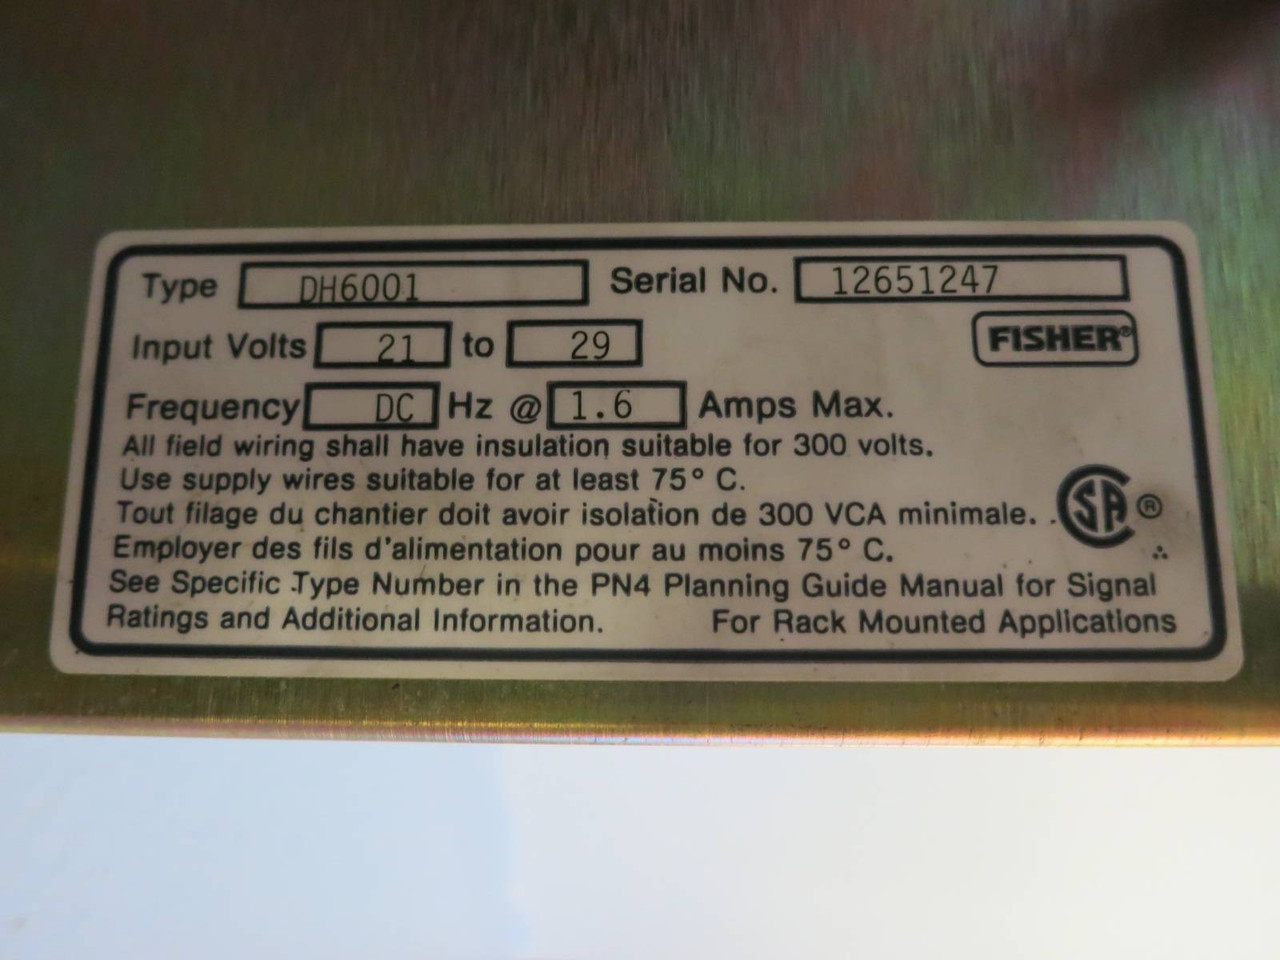 Type DH6001 Serial No. 12651247
Input Volts 21 to 29 FISHER®
Frequency DC Hz @ 1.6 Amps Max.
All field wiring shall have insulation suitable for 300 volts.
Use supply wires suitable for at least 75° C.
Tout filage du chantier doit avoir isolation de 300 VCA minimale.
Employer des fils d'alimentation pour au moins 75° C.
SA ®
See Specific Type Number in the PN4 Planning Guide Manual for Signal
Ratings and Additional Information. For Rack Mounted Applications